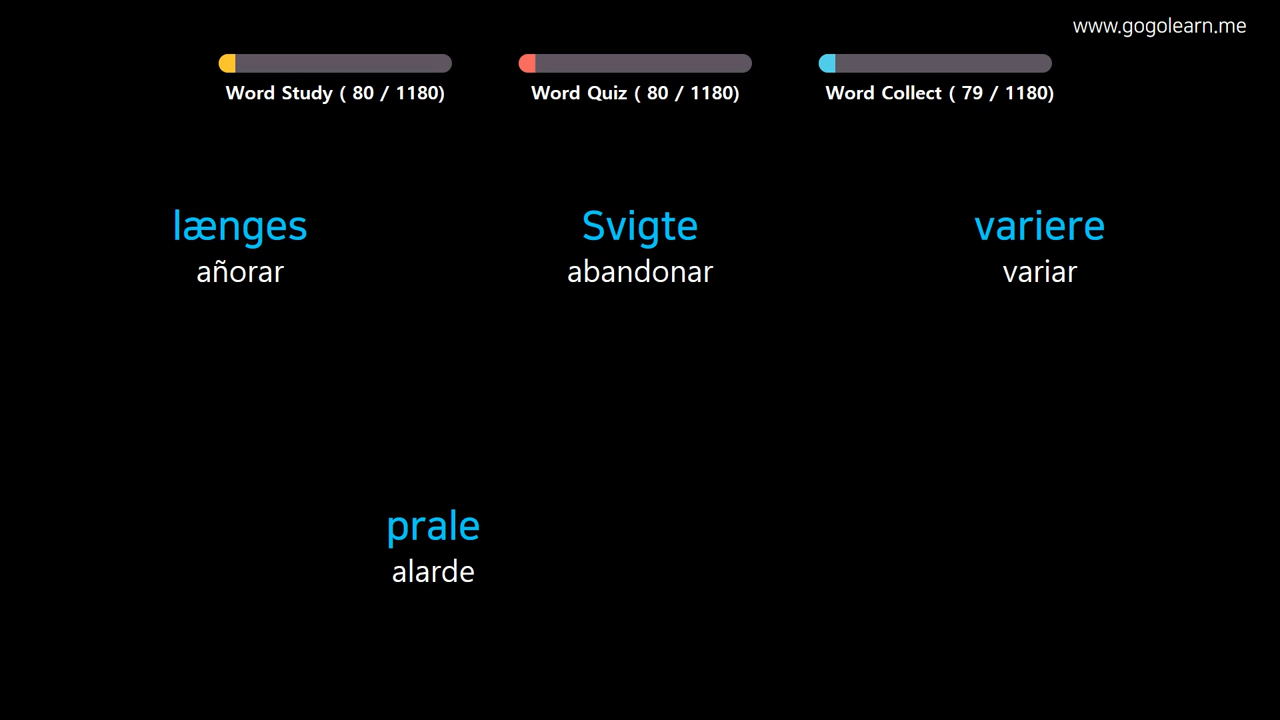 www.gogolearn.me
Word Study ( 80 / 1180)
Word Quiz ( 80 / 1180)
Word Collect ( 79 / 1180)
længes
añorar
Svigte
abandonar
variere
variar
prale
alarde